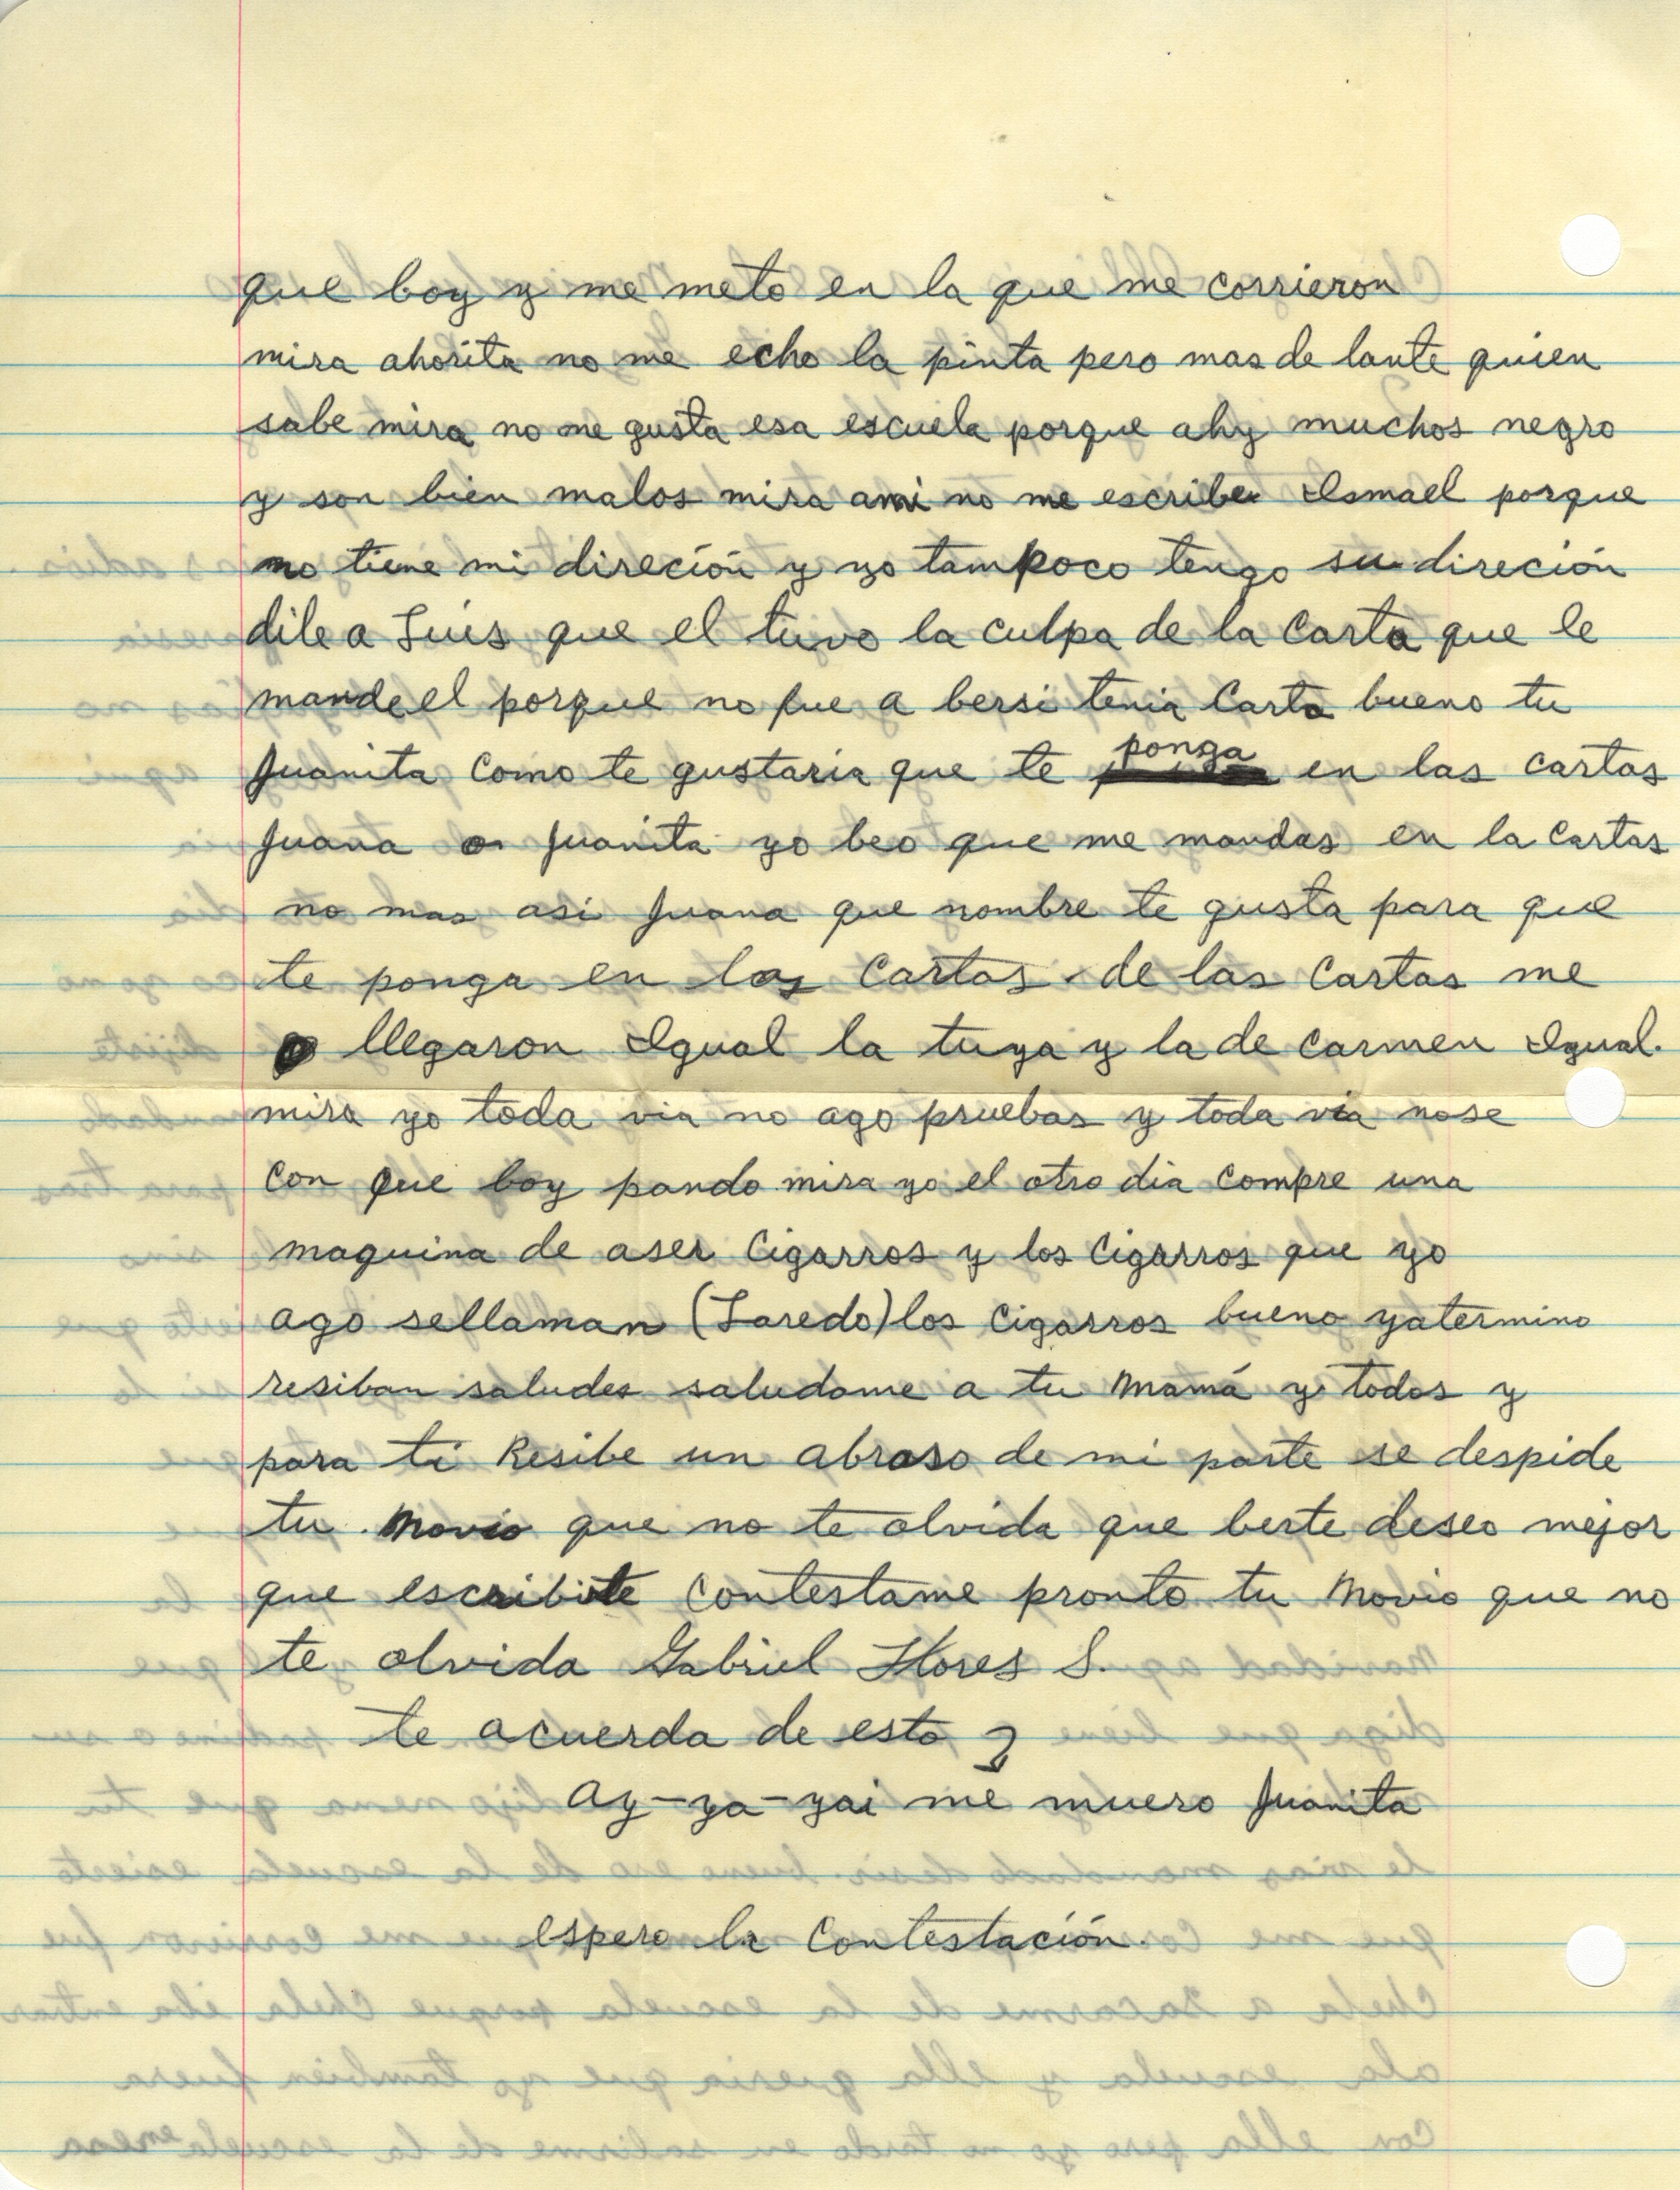 que boy y me meto en la que me corrieron
mira ahorita no me echo la pinta pero mas de lante quien
sabe mira no me gusta esa escuela porque ahy muchos negro
y son bien malos mira ami no me escribe Ismael porque
no tiene mi direción y yo tampoco tengo su direción
dile a Luis que el tuvo la culpa de la Carta que le
mande el porque no fue a bersi tenia Carta bueno tu
Juanita Como te gustaria que te ponga en las cartas
Juana o Juanita yo beo que me mandas en la Cartas
no mas asi Juana que nombre te gusta para que
te ponga en las Cartas. de las Cartas me
llegaron Igual la tuya y la de Carmen Igual.
mira yo toda via no ago pruebas y toda via nose
Con que boy pando mira yo el otro dia Compre una
maquina de aser Cigarros y los Cigarros que yo
ago sellaman (Laredo) los Cigarros bueno yatermino
resiban saludes saludame a tu Mamá y todos y
para ti Resibe un abraso de mi parte se despide
tu Novio que no te olvida que berte deseo mejor
que escribite Contestame pronto tu Novio que no
te olvida Gabriel Flores S.
te acuerda de esto ?
Ay-ya-yai me muero Juanita
espero la Contestación.